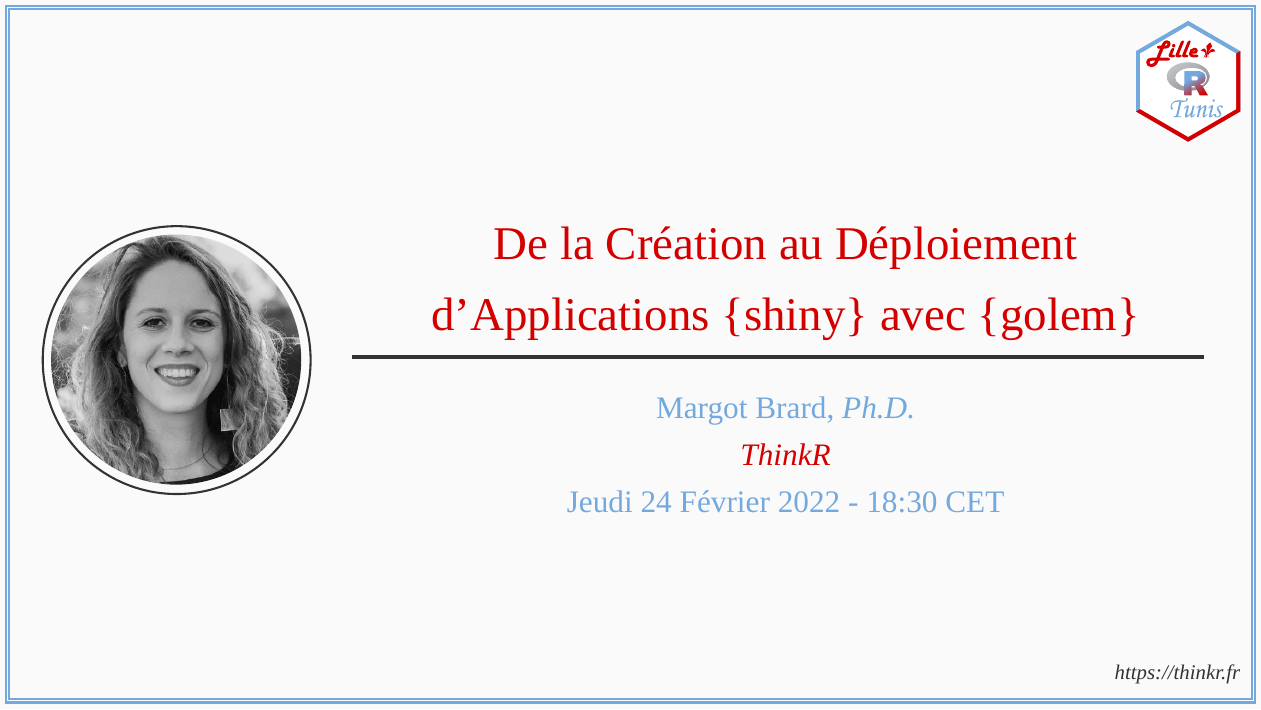 Lille
R
Tunis
De la Création au Déploiement
d’Applications {shiny} avec {golem}
Margot Brard, Ph.D.
ThinkR
Jeudi 24 Février 2022 - 18:30 CET
https://thinkr.fr